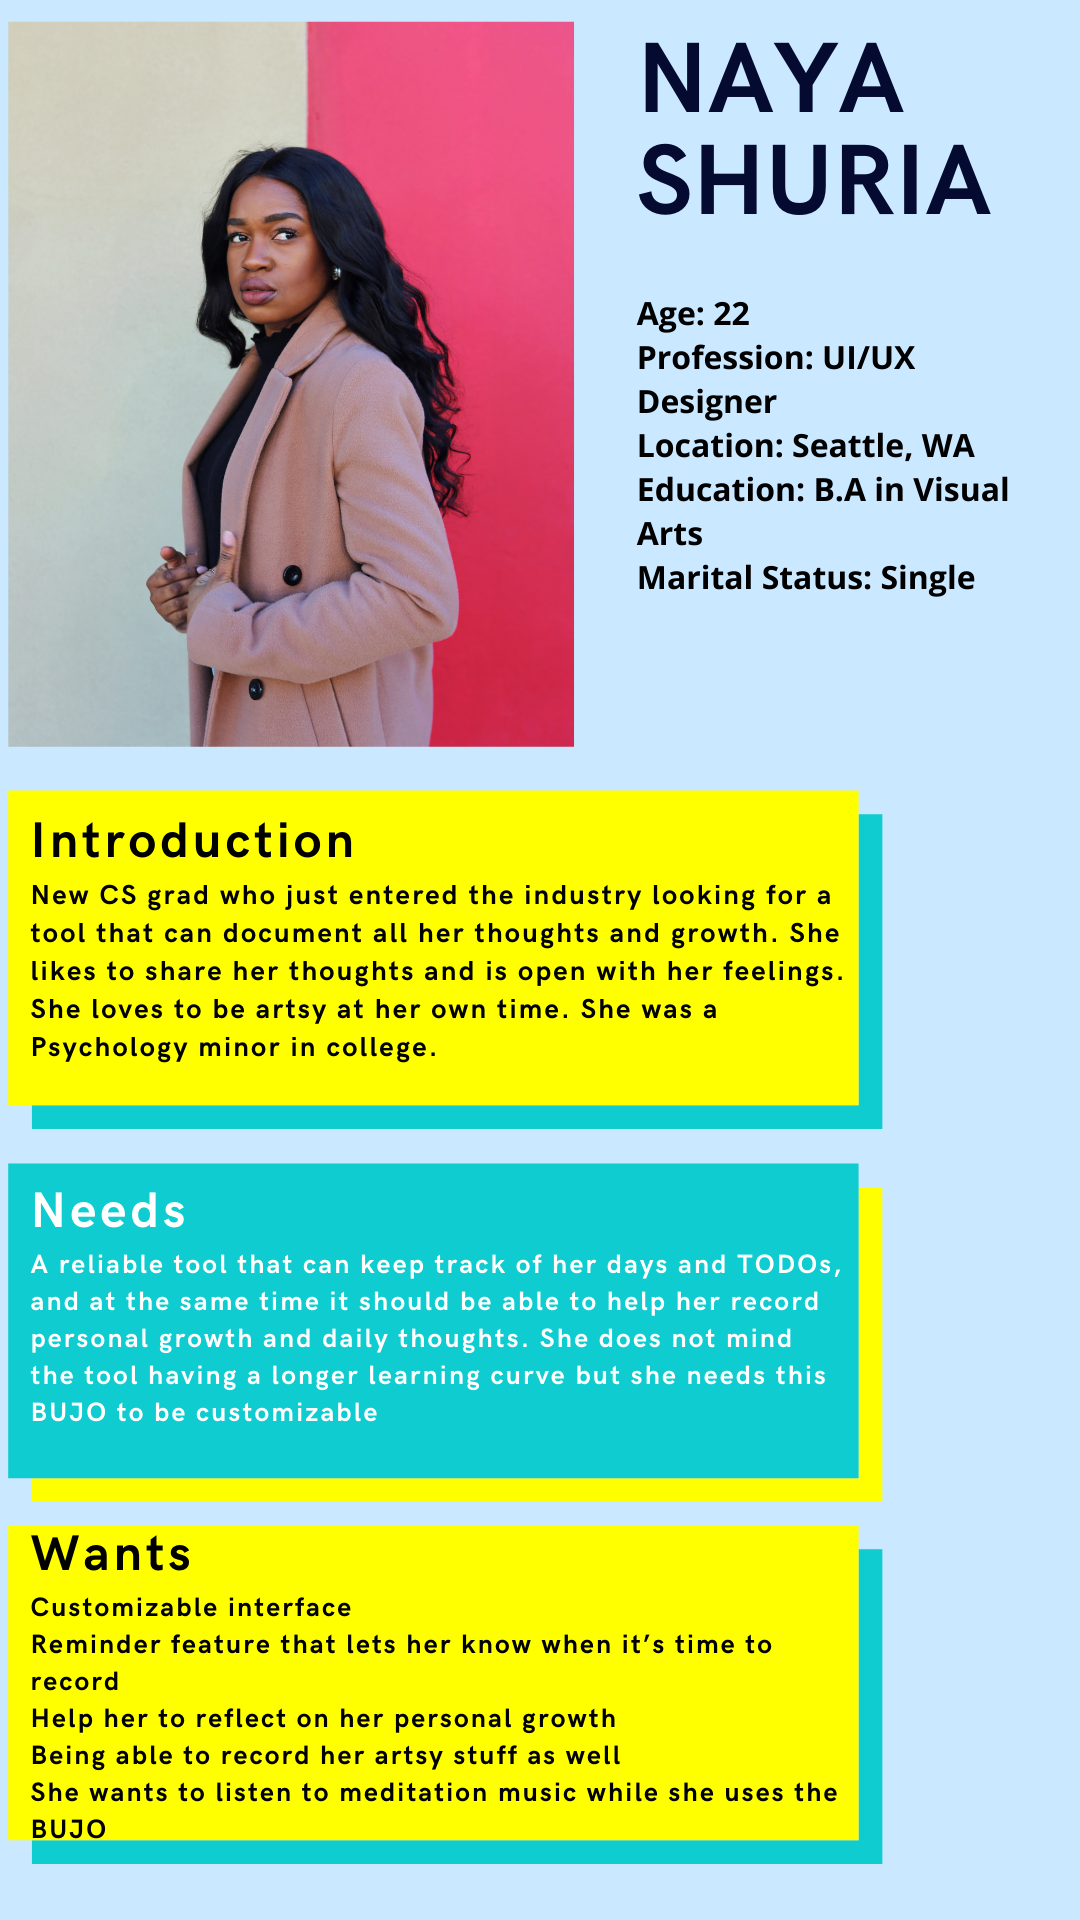 NAYA
SHURIA
Age: 22
Profession: UI/UX
Designer
Location: Seattle, WA
Education: B.A in Visual
Arts
Marital Status: Single
Introduction
New CS grad who just entered the industry looking for a
tool that can document all her thoughts and growth. She
likes to share her thoughts and is open with her feelings.
She loves to be artsy at her own time. She was a
Psychology minor in college.
Needs
A reliable tool that can keep track of her days and TODOs,
and at the same time it should be able to help her record
personal growth and daily thoughts. She does not mind
the tool having a longer learning curve but she needs this
BUJO to be customizable
Wants
Customizable interface
Reminder feature that lets her know when it’s time to
record
Help her to reflect on her personal growth
Being able to record her artsy stuff as well
She wants to listen to meditation music while she uses the
BUJO